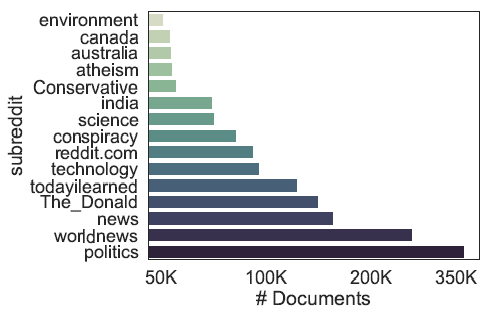 environment
canada
australia
atheism
Conservative
india
science
conspiracy
reddit.com
technology
todayilearned
The_Donald
news
worldnews
politics
subreddit
50K 100K 200K 350K
# Documents